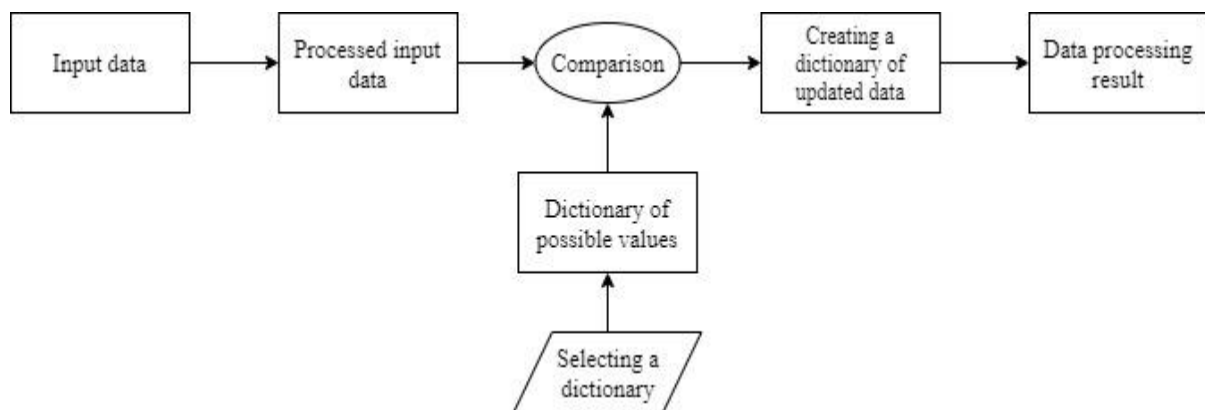 Input data
Processed input
data
Comparison
Creating a
dictionary of
updated data
Data processing
result
Dictionary of
possible values
Selecting a
dictionary